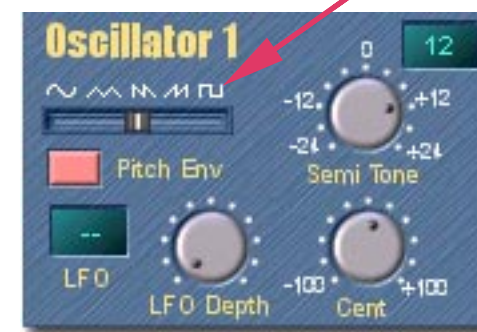 Oscillator 1
0
12
-12
+12
-24
+24
Pitch Env
Semi Tone
--
LFO
LFO Depth
-100
+100
Cent